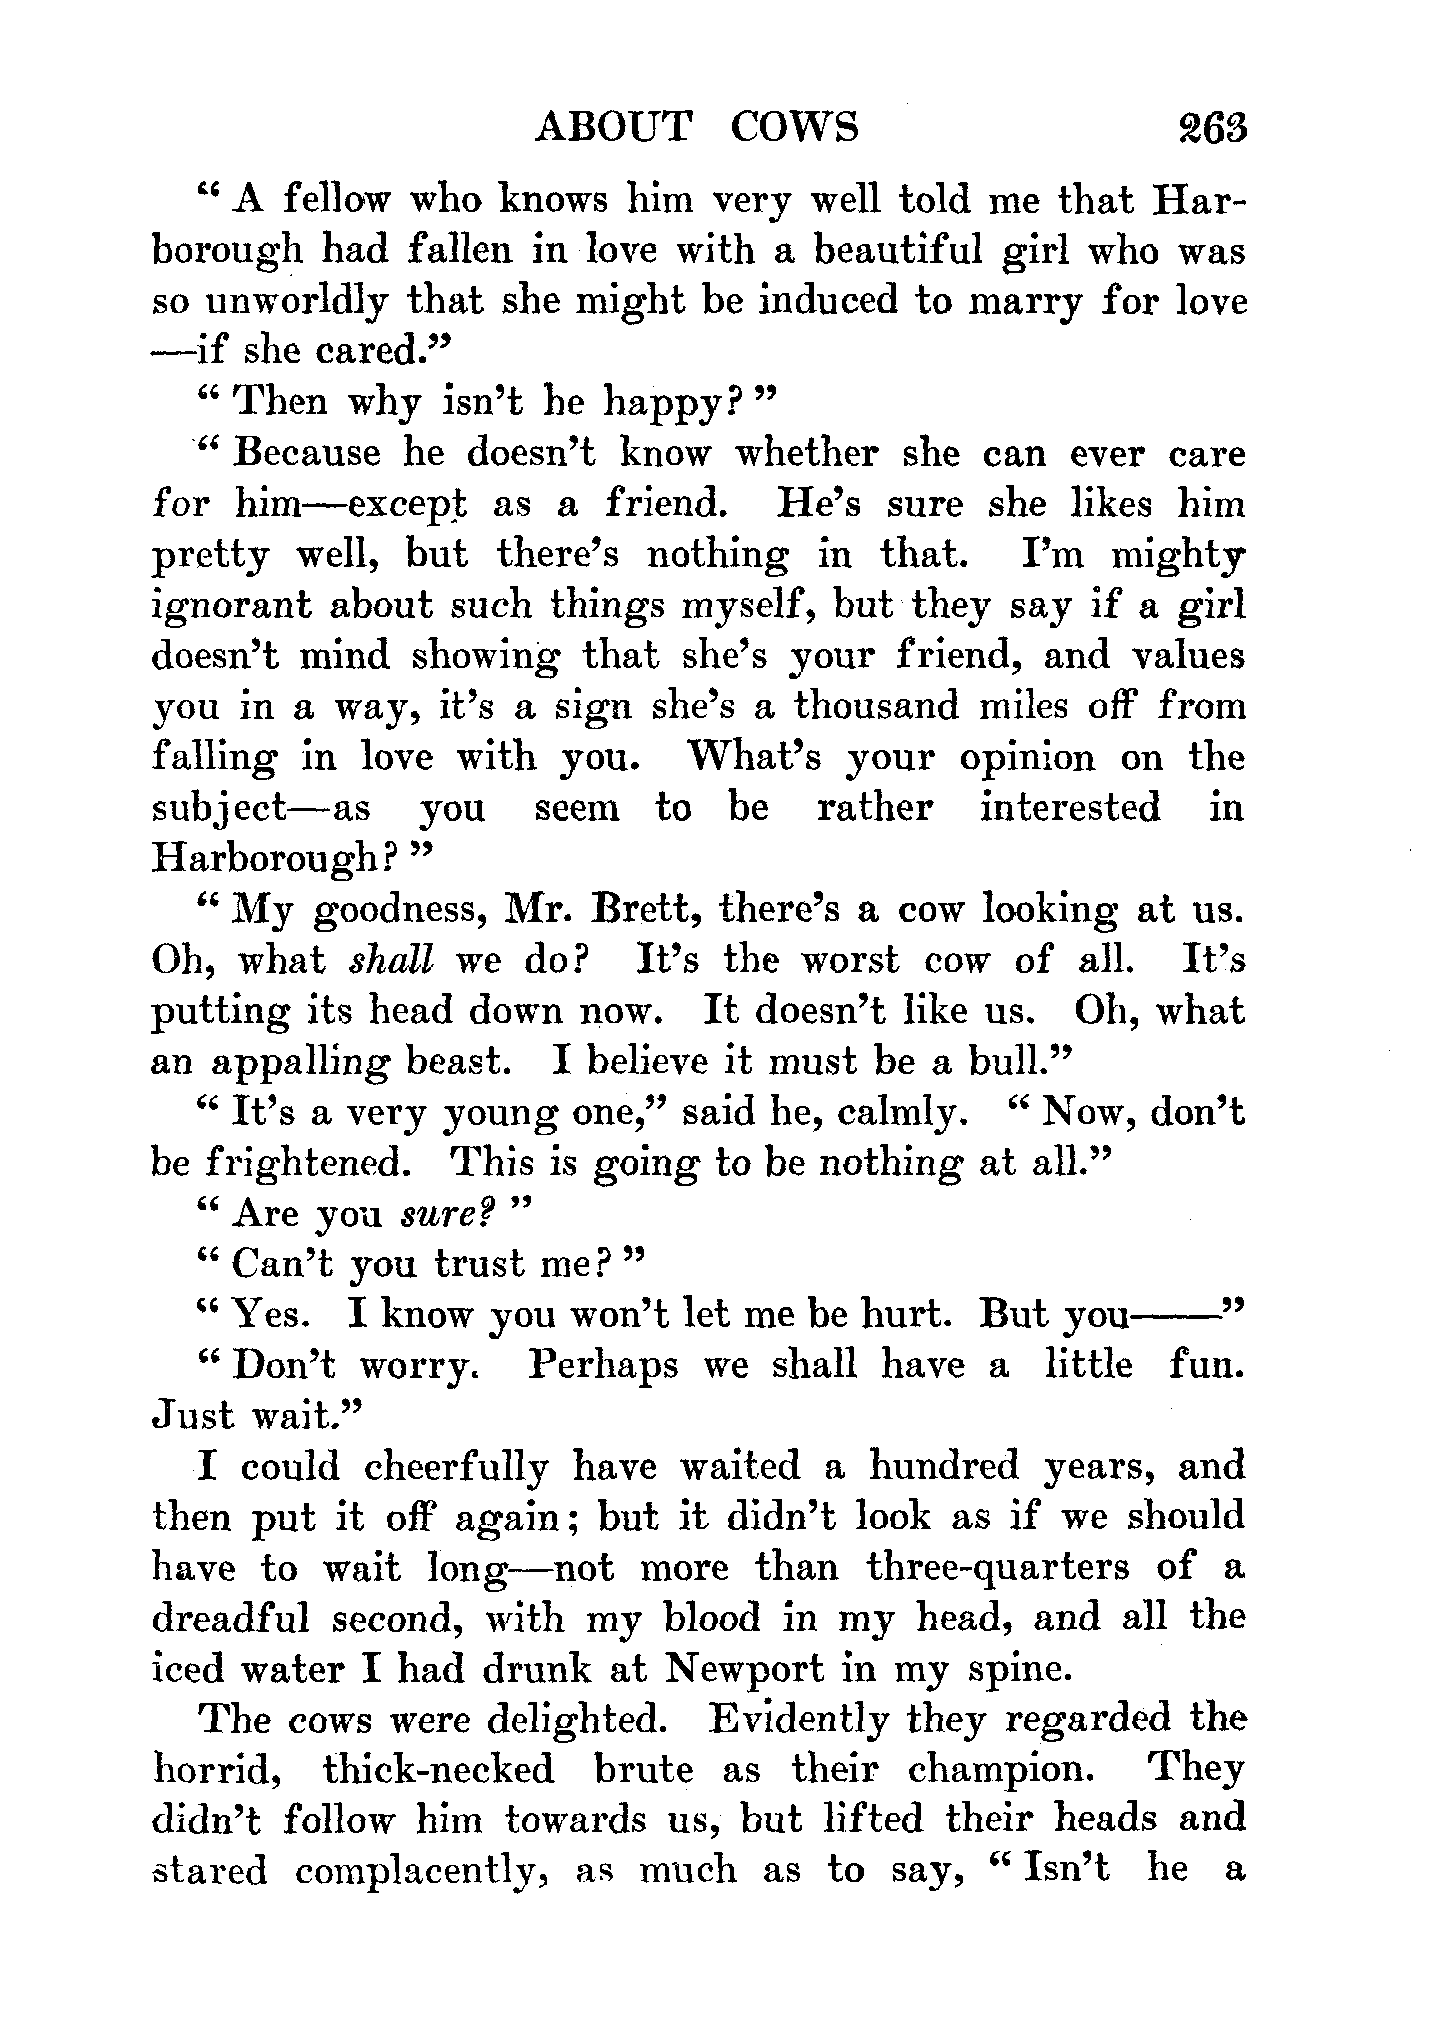 ABOUT COWS 263
“ A fellow who knows him very well told me that Har-
borough had fallen in love with a beautiful girl who was
so unworldly that she might be induced to marry for love
—if she cared.”
“ Then why isn’t he happy? ”
“ Because he doesn’t know whether she can ever care
for him—except as a friend. He’s sure she likes him
pretty well, but there’s nothing in that. I’m mighty
ignorant about such things myself, but they say if a girl
doesn’t mind showing that she’s your friend, and values
you in a way, it’s a sign she’s a thousand miles off from
falling in love with you. What’s your opinion on the
subject—as you seem to be rather interested in
Harborough? ”
“ My goodness, Mr. Brett, there’s a cow looking at us.
Oh, what shall we do? It’s the worst cow of all. It’s
putting its head down now. It doesn’t like us. Oh, what
an appalling beast. I believe it must be a bull.”
“ It’s a very young one,” said he, calmly. “ Now, don’t
be frightened. This is going to be nothing at all.”
“ Are you sure? ”
“ Can’t you trust me? ”
“ Yes. I know you won’t let me be hurt. But you——”
“ Don’t worry. Perhaps we shall have a little fun.
Just wait.”
I could cheerfully have waited a hundred years, and
then put it off again; but it didn’t look as if we should
have to wait long—not more than three-quarters of a
dreadful second, with my blood in my head, and all the
iced water I had drunk at Newport in my spine.
The cows were delighted. Evidently they regarded the
horrid, thick-necked brute as their champion. They
didn’t follow him towards us, but lifted their heads and
stared complacently, as much as to say, “ Isn’t he a